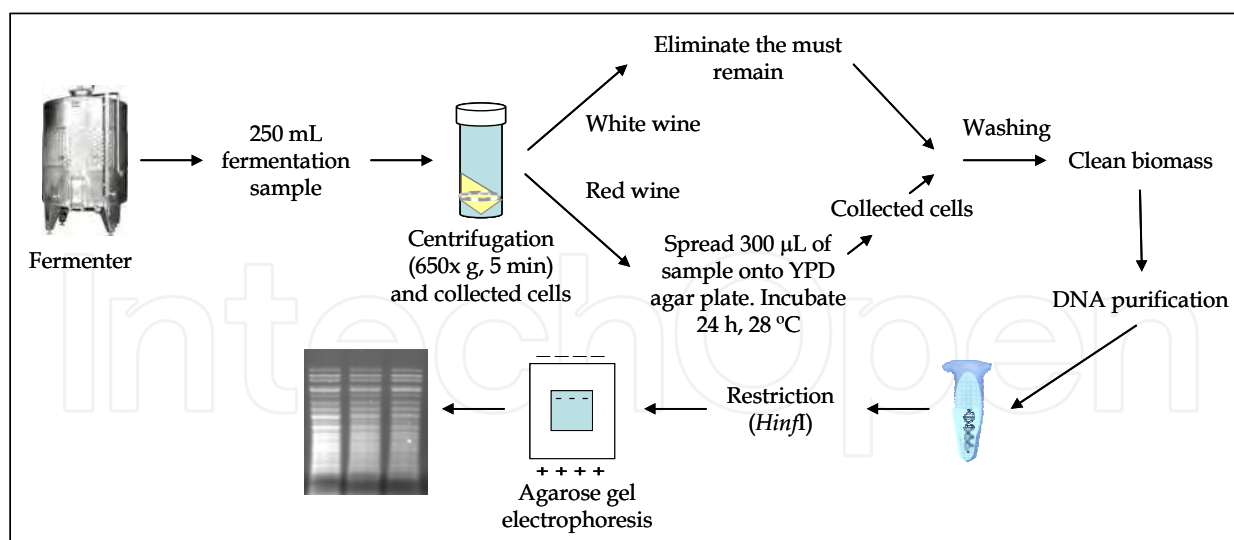 Fermenter
250 mL
fermentation
sample
Centrifugation
(650x g, 5 min)
and collected cells
White wine
Red wine
Eliminate the must
remain
Spread 300 µL of
sample onto YPD
agar plate. Incubate
24 h, 28 ºC
Collected cells
Washing
Clean biomass
DNA purification
Restriction
(HinfI)
— — — —
+ + + +
Agarose gel
electrophoresis
IntechOpen